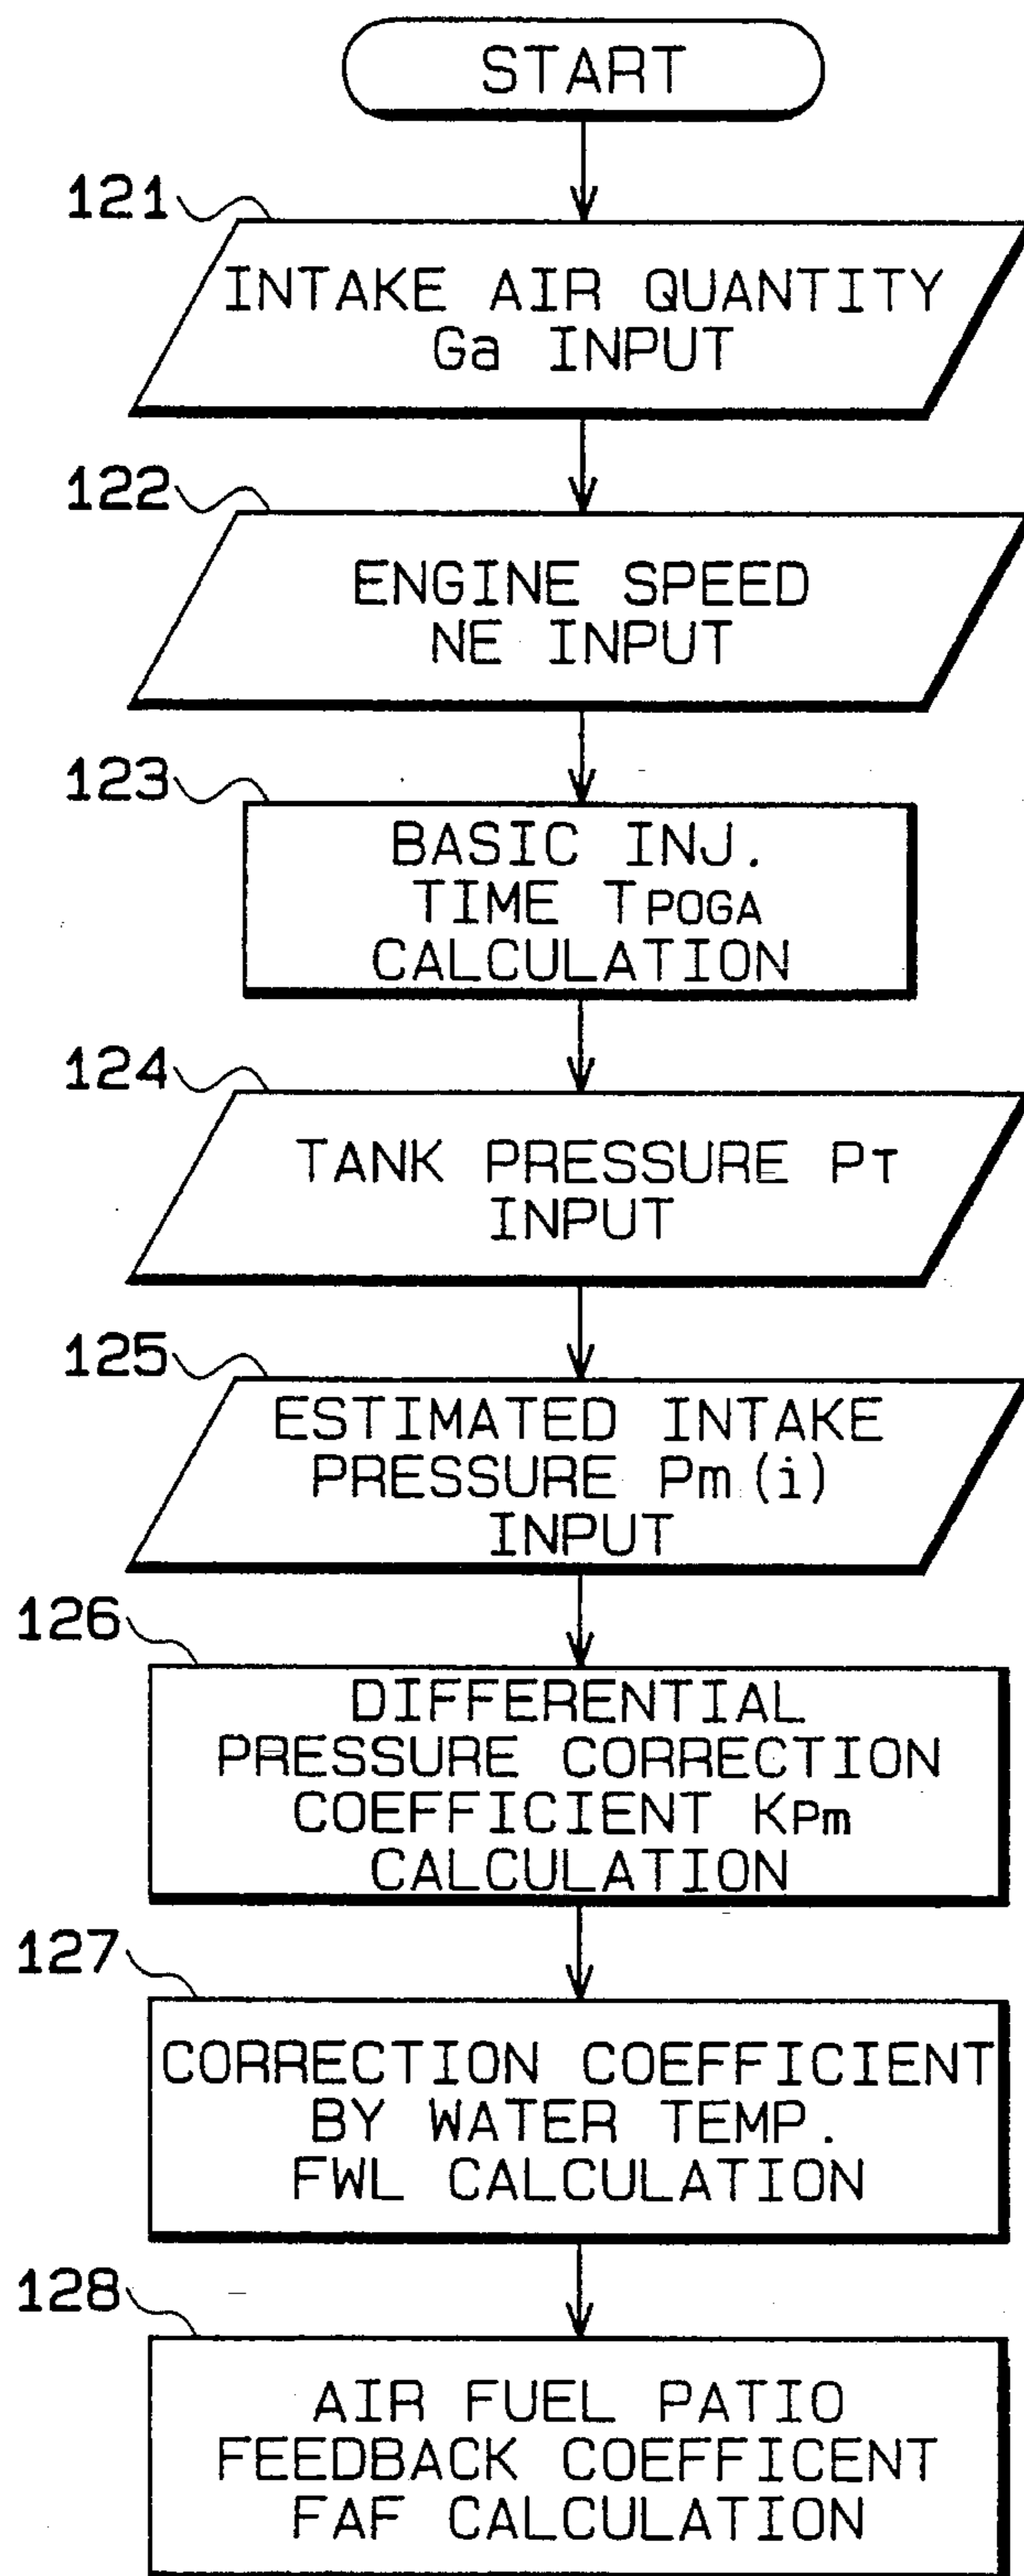 START
121
INTAKE AIR QUANTITY
Ga INPUT
122
ENGINE SPEED
NE INPUT
123
BASIC INJ.
TIME TPOGA
CALCULATION
124
TANK PRESSURE PT
INPUT
125
ESTIMATED INTAKE
PRESSURE Pm(i)
INPUT
126
DIFFERENTIAL
PRESSURE CORRECTION
COEFFICIENT KPm
CALCULATION
127
CORRECTION COEFFICIENT
BY WATER TEMP.
FWL CALCULATION
128
AIR FUEL PATIO
FEEDBACK COEFFICENT
FAF CALCULATION